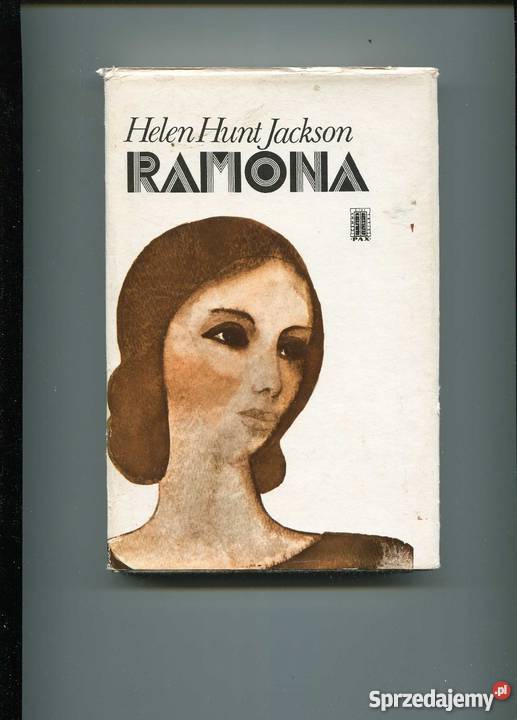 Helen Hunt Jackson
RAMONA
PAX
Sprzedajemy.pl